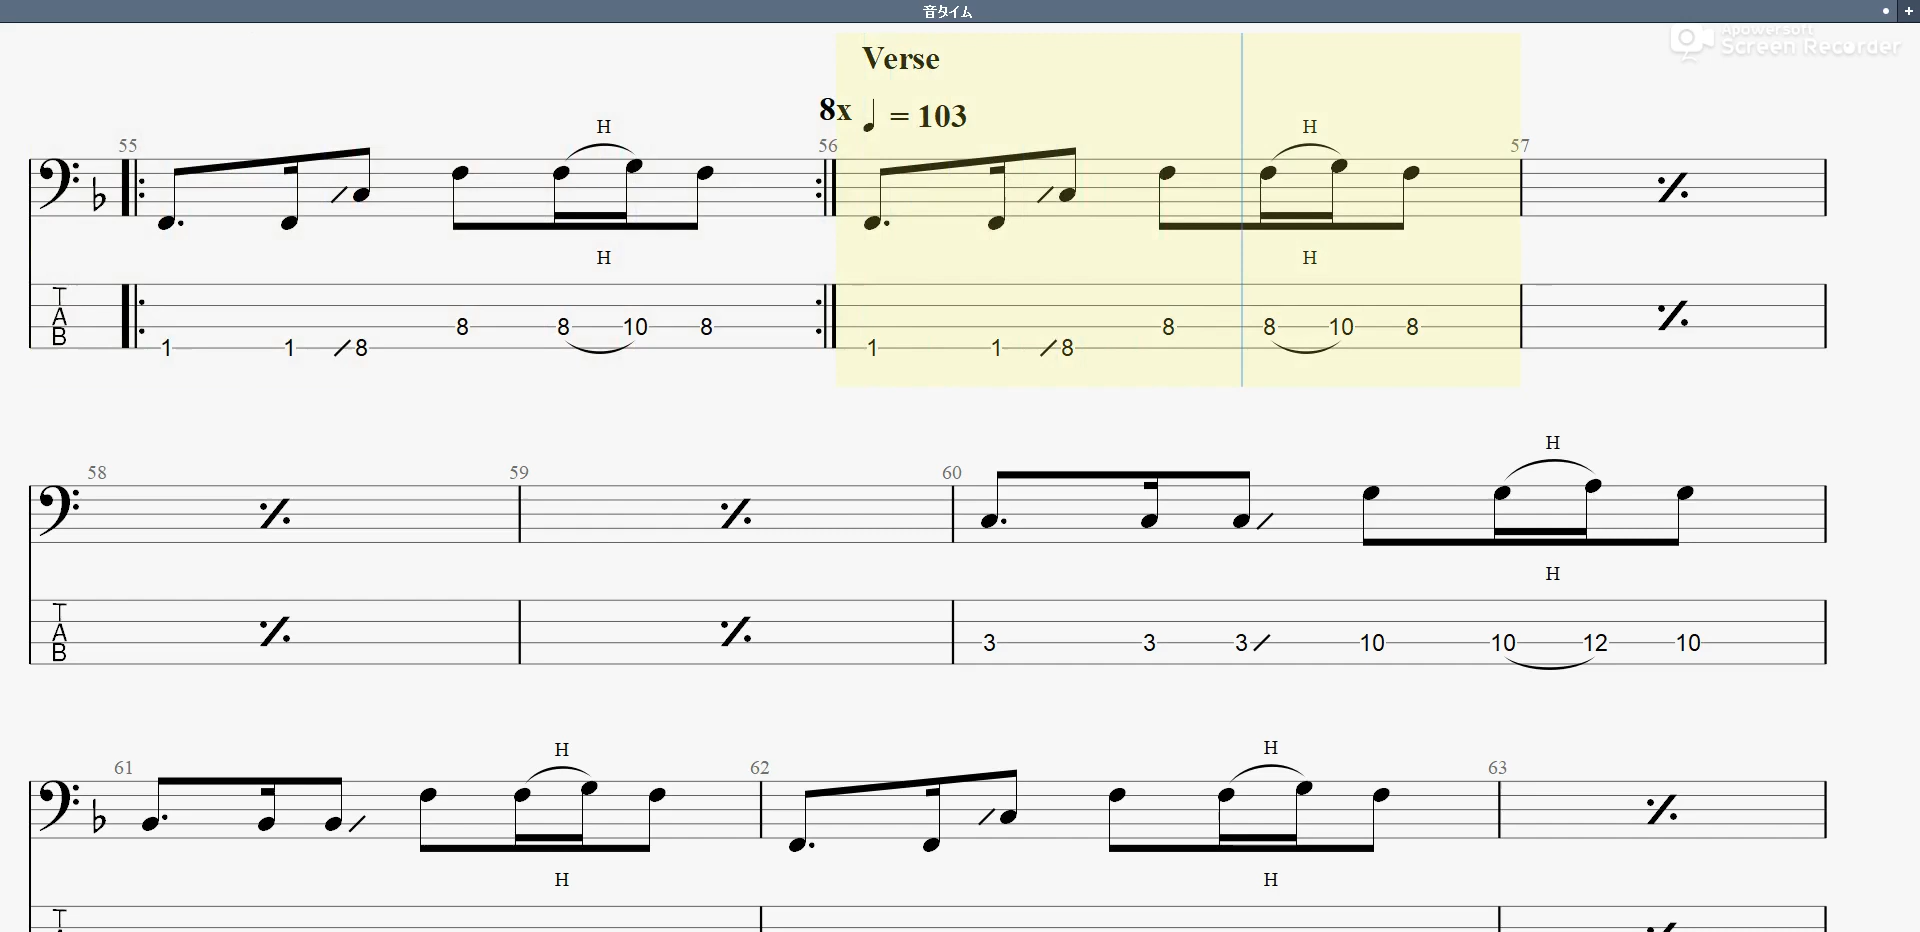 音タイム
Apowersoft
Screen Recorder
Verse
8x = 103
H H
55 56 57
H H
T
A
B
8 8 10 8 8 8 10 8
1 1 8 1 1 8
H
58 59 60
H
T
A
B
3 3 3 10 10 12 10
H H
61 62 63
H H
T